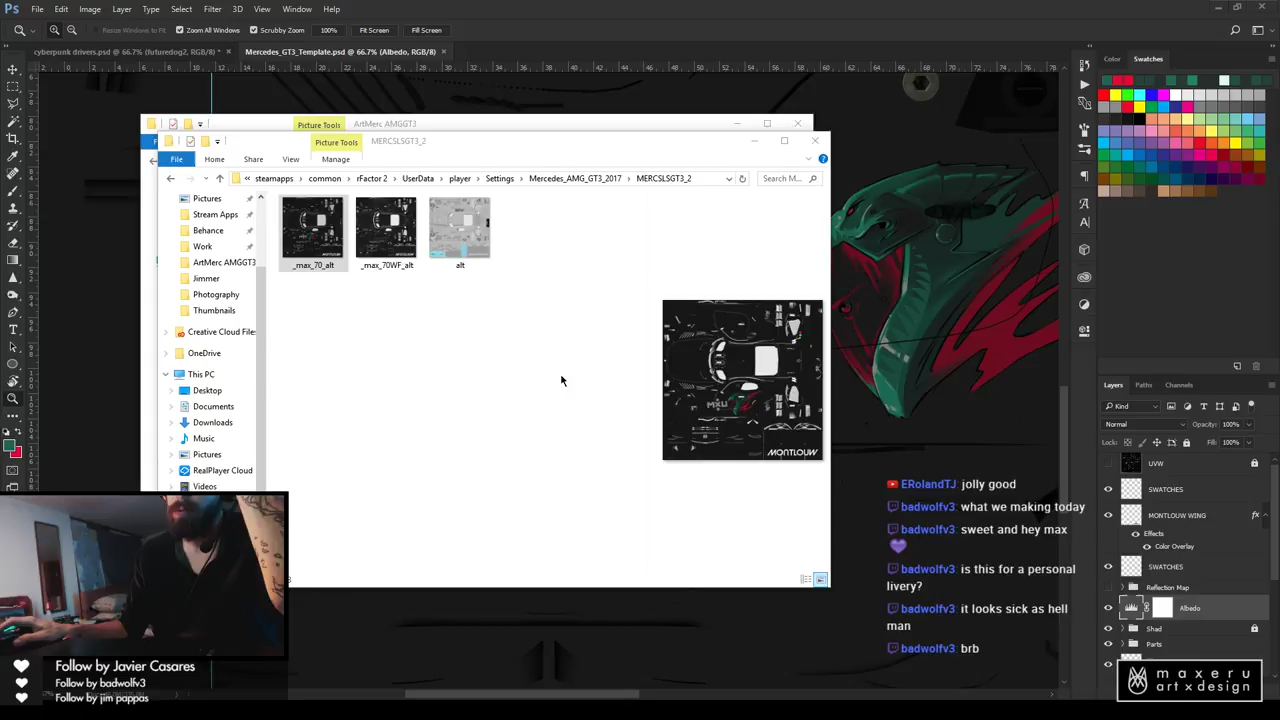 Ps File Edit Image Layer Type Select Filter 3D View Window Help
Resize Windows to Fit Zoom All Windows Scrubby Zoom 100% Fit Screen Fill Screen
cyberpunk drivers.psd @ 66.7% (futuredog2, RGB/8) * × Mercedes_GT3_Template.psd @ 66.7% (Albedo, RGB/8) ×
Color Swatches
Picture Tools ArtMerc AMGGT3
Picture Tools MERCSLSGT3_2
File Home Share View Manage
steamapps common rFactor 2 UserData player Settings Mercedes_AMG_GT3_2017 MERCSLSGT3_2 Search M...
Pictures
Stream Apps
Behance
Work
ArtMerc AMGGT3
Jimmer
Photography
Thumbnails
Creative Cloud Files
OneDrive
This PC
Desktop
Documents
Downloads
Music
Pictures
RealPlayer Cloud
Videos
_max_70_alt _max_70WF_alt alt
MONTLOUW
Layers Paths Channels
Kind
Normal Opacity: 100%
Lock: Fill: 100%
UVW
SWATCHES
MONTLOUW WING fx
Effects
Color Overlay
SWATCHES
Reflection Map
Albedo
Shad
Parts
ERolandTJ: jolly good
badwolfv3: what we making today
badwolfv3: sweet and hey max
badwolfv3: is this for a personal
livery?
badwolfv3: it looks sick as hell
man
badwolfv3: brb
Follow by Javier Casares
Follow by badwolfv3
Follow by jim pappas
maxeru
art x design